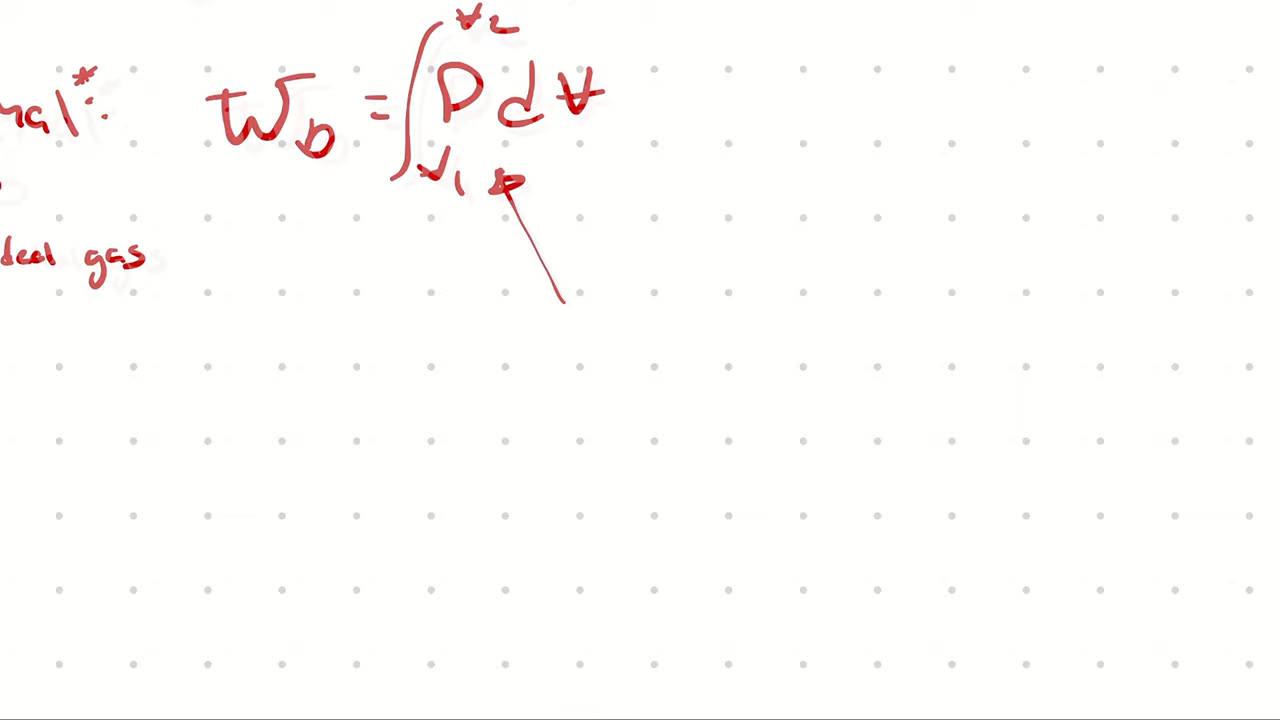 mal*:
W_b = ∫_{V₁}^{V₂} P dV
deal gas